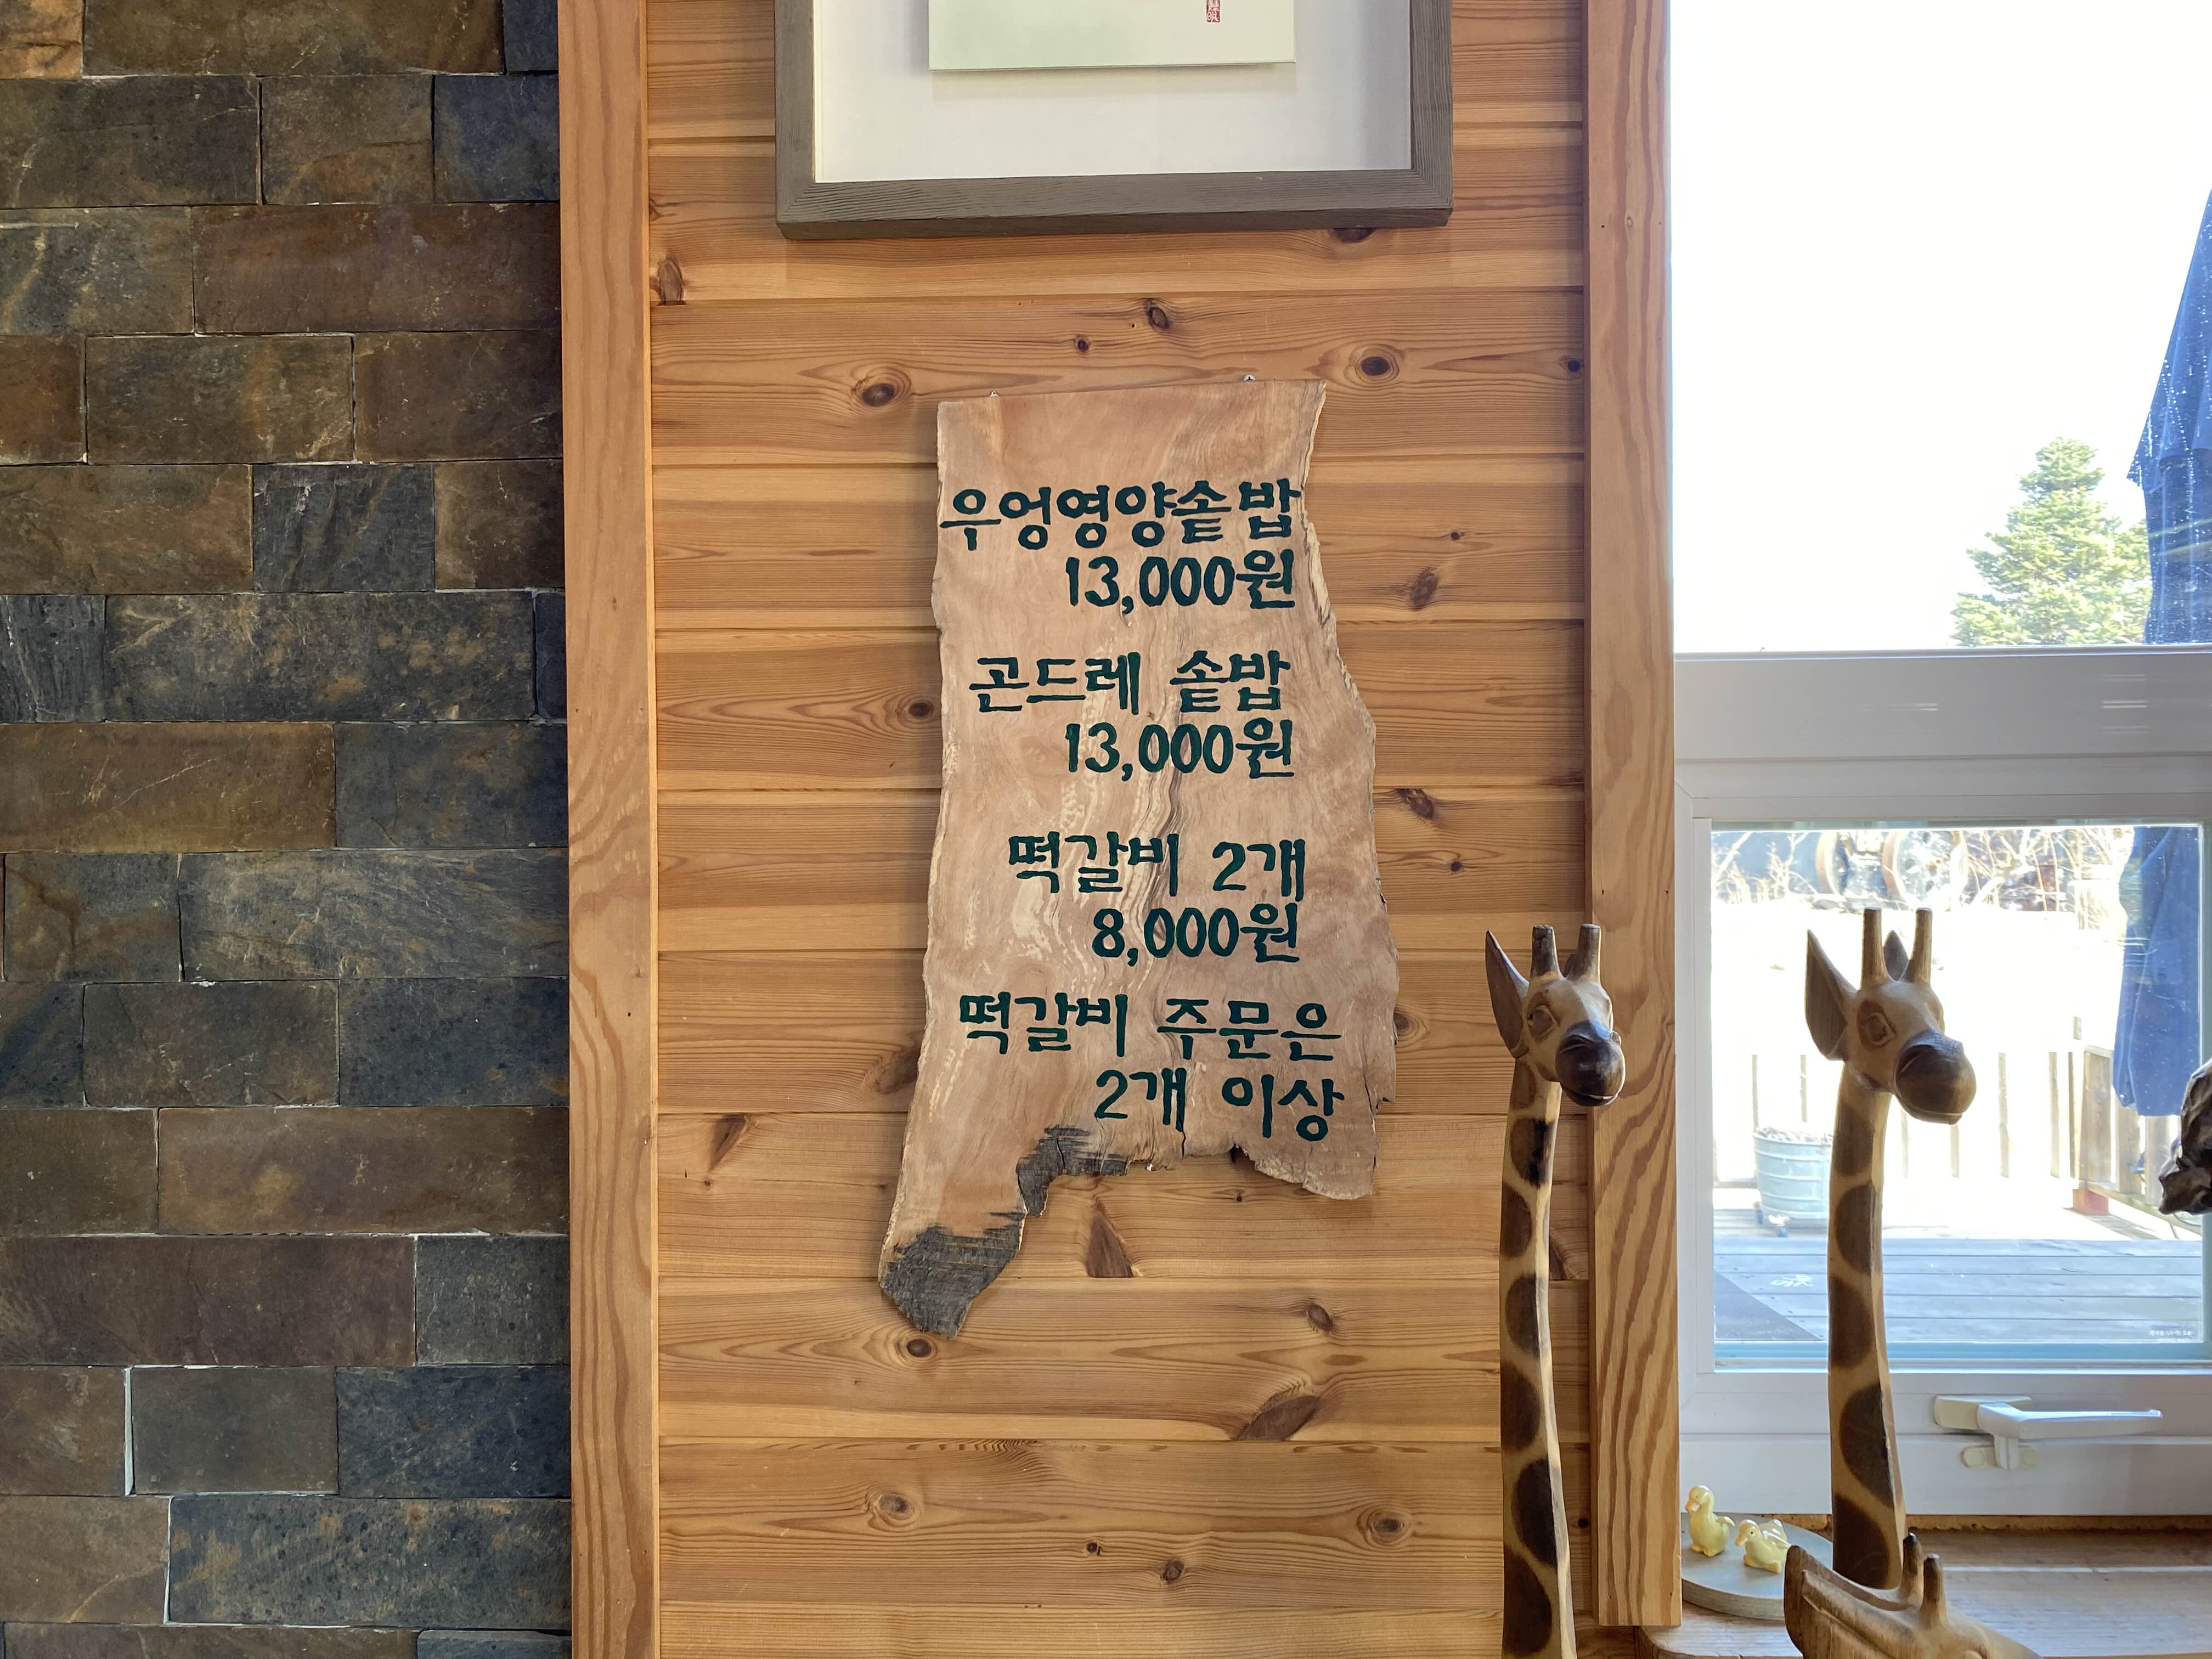 우엉영양솥밥
13,000원
곤드레 솥밥
13,000원
떡갈비 2개
8,000원
떡갈비 주문은
2개 이상